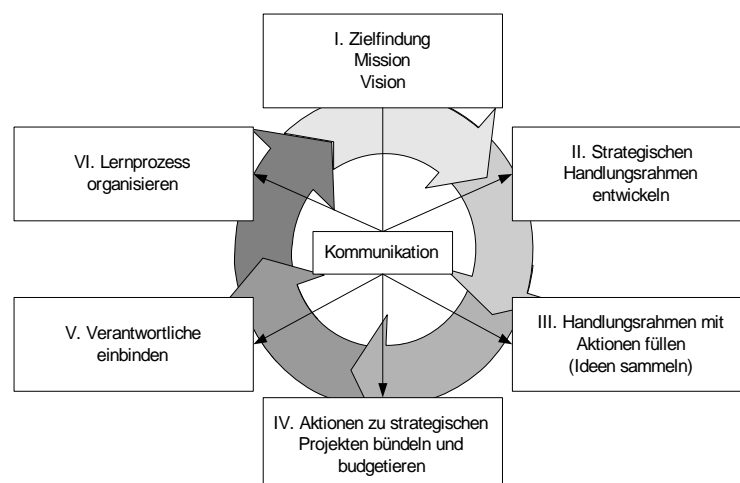 I. Zielfindung
Mission
Vision
II. Strategischen
Handlungsrahmen
entwickeln
III. Handlungsrahmen mit
Aktionen füllen
(Ideen sammeln)
IV. Aktionen zu strategischen
Projekten bündeln und
budgetieren
V. Verantwortliche
einbinden
VI. Lernprozess
organisieren
Kommunikation